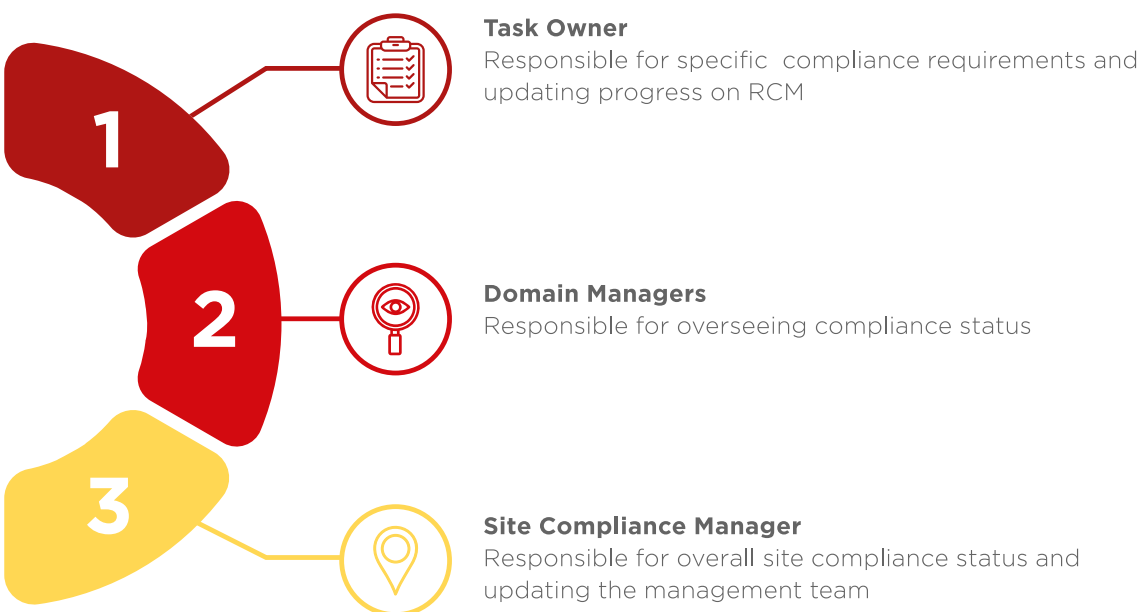 1
Task Owner
Responsible for specific  compliance requirements and
updating progress on RCM
2
Domain Managers
Responsible for overseeing compliance status
3
Site Compliance Manager
Responsible for overall site compliance status and
updating the management team